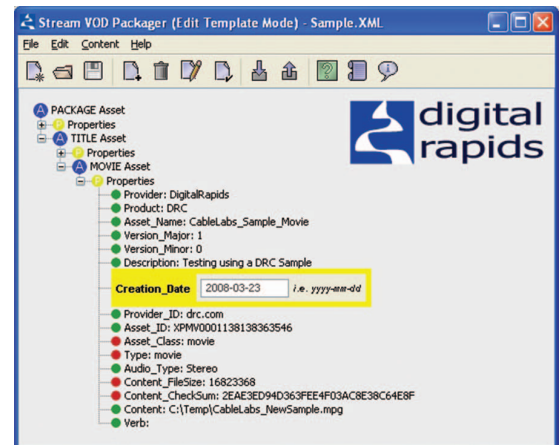 Stream VOD Packager (Edit Template Mode) - Sample.XML
File Edit Content Help
digital
rapids
A PACKAGE Asset
P Properties
A TITLE Asset
P Properties
A MOVIE Asset
P Properties
Provider: DigitalRapids
Product: DRC
Asset_Name: CableLabs_Sample_Movie
Version_Major: 1
Version_Minor: 0
Description: Testing using a DRC Sample
Creation_Date 2008-03-23 i.e. yyyy-mm-dd
Provider_ID: drc.com
Asset_ID: XPMV0001138138363546
Asset_Class: movie
Type: movie
Audio_Type: Stereo
Content_FileSize: 16823368
Content_CheckSum: 2EAE3ED94D363FEE4F03AC8E38C64E8F
Content: C:\Temp\CableLabs_NewSample.mpg
Verb: